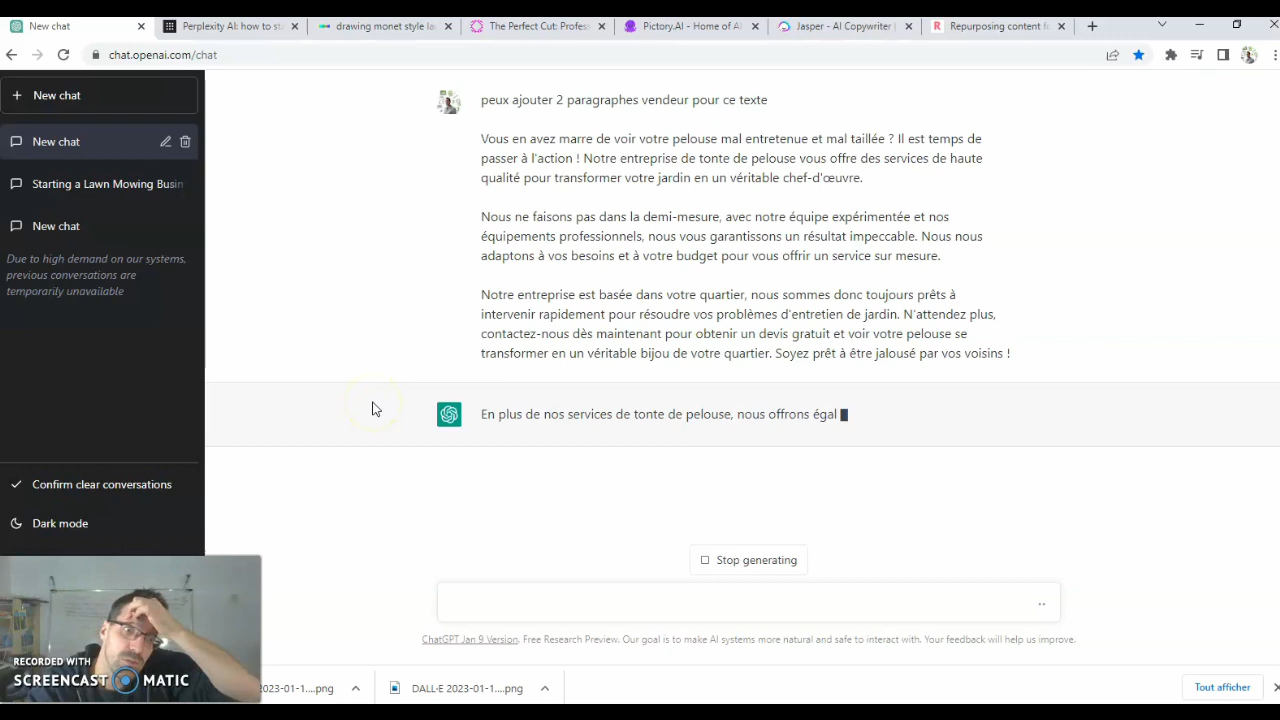 New chat
Perplexity AI: how to sta
drawing monet style la
The Perfect Cut: Profess
Pictory.AI - Home of AI
Jasper - AI Copywriter |
Repurposing content fo
chat.openai.com/chat
New chat
New chat
Starting a Lawn Mowing Busin
New chat
Due to high demand on our systems,
previous conversations are
temporarily unavailable
Confirm clear conversations
Dark mode
peux ajouter 2 paragraphes vendeur pour ce texte
Vous en avez marre de voir votre pelouse mal entretenue et mal taillée ? Il est temps de
passer à l'action ! Notre entreprise de tonte de pelouse vous offre des services de haute
qualité pour transformer votre jardin en un véritable chef-d'œuvre.
Nous ne faisons pas dans la demi-mesure, avec notre équipe expérimentée et nos
équipements professionnels, nous vous garantissons un résultat impeccable. Nous nous
adaptons à vos besoins et à votre budget pour vous offrir un service sur mesure.
Notre entreprise est basée dans votre quartier, nous sommes donc toujours prêts à
intervenir rapidement pour résoudre vos problèmes d'entretien de jardin. N'attendez plus,
contactez-nous dès maintenant pour obtenir un devis gratuit et voir votre pelouse se
transformer en un véritable bijou de votre quartier. Soyez prêt à être jalousé par vos voisins !
En plus de nos services de tonte de pelouse, nous offrons égal
Stop generating
ChatGPT Jan 9 Version. Free Research Preview. Our goal is to make AI systems more natural and safe to interact with. Your feedback will help us improve.
RECORDED WITH
SCREENCAST MATIC
2023-01-1....png
DALL·E 2023-01-1....png
Tout afficher